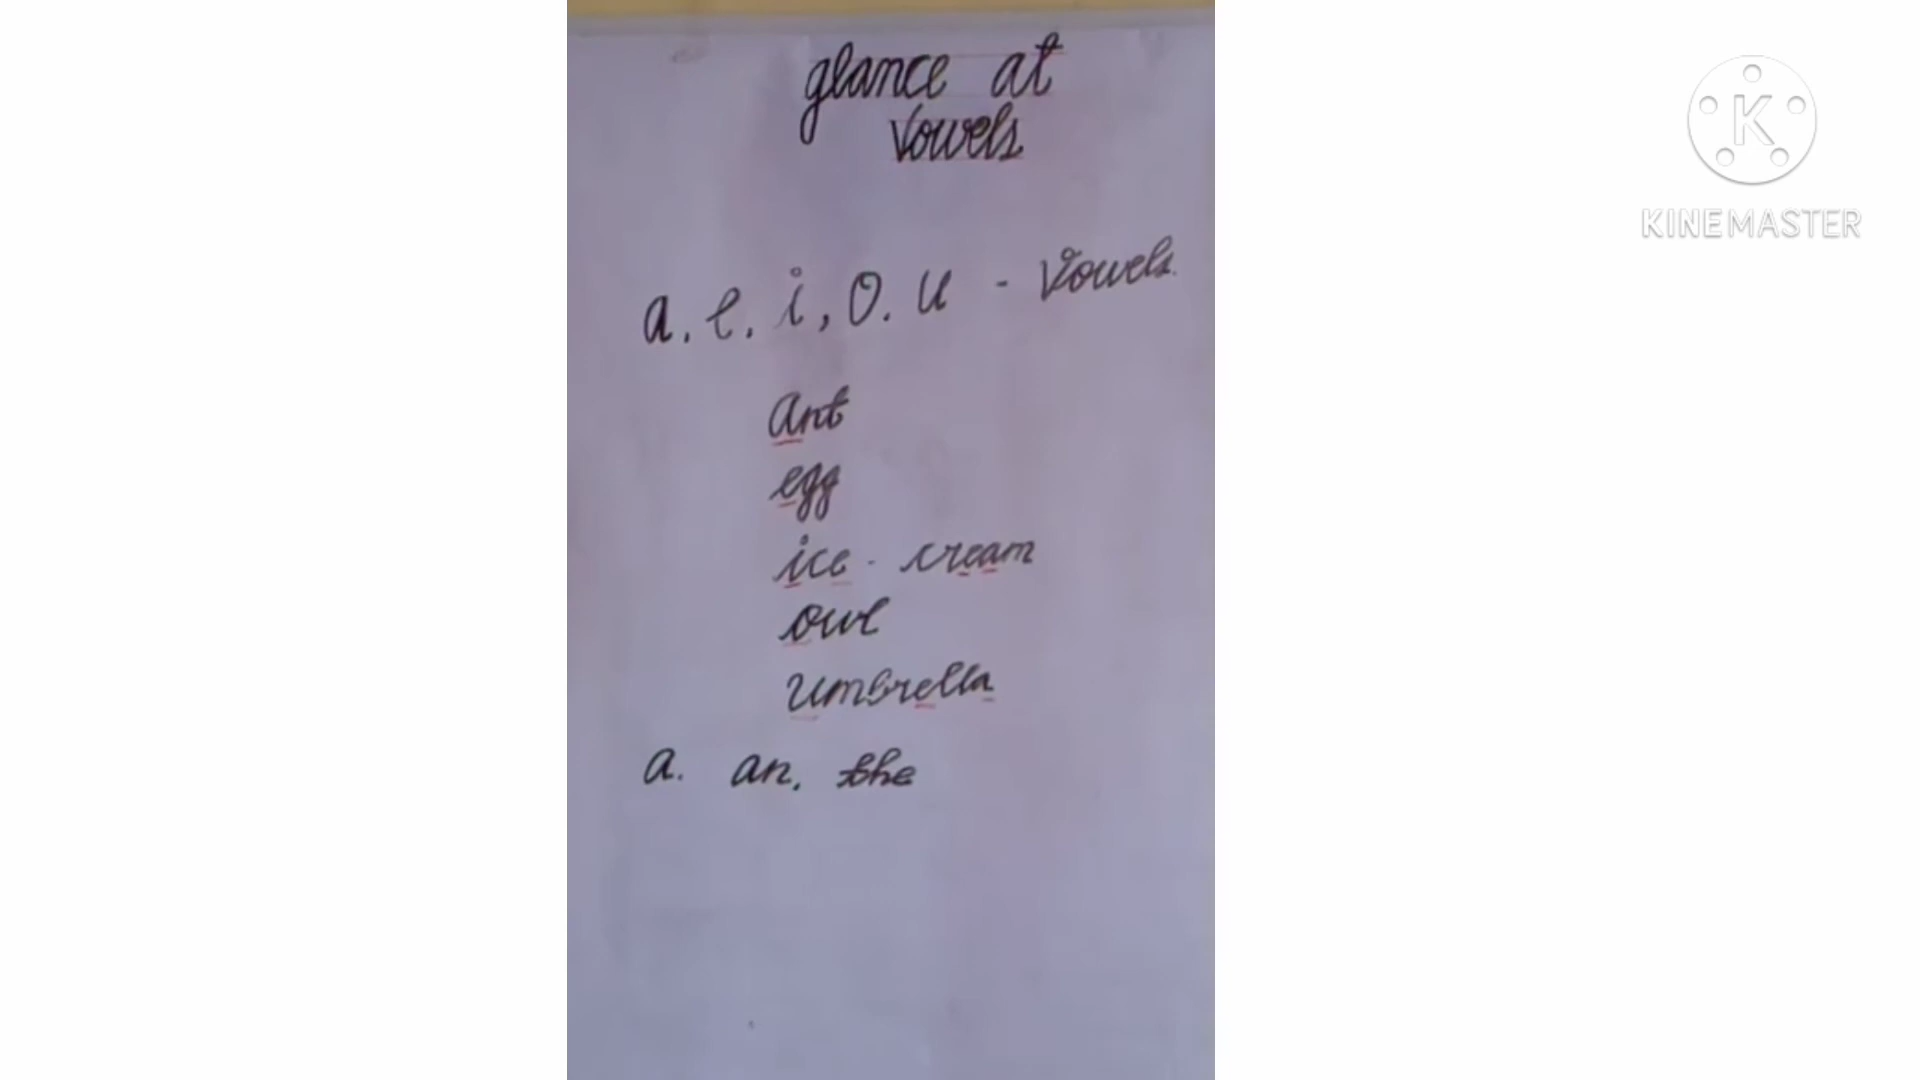 glance at
Vowels
a, e, i, O, u - Vowels.
ant
egg
ice - cream
owl
umbrella
a, an, the
K
KINEMASTER